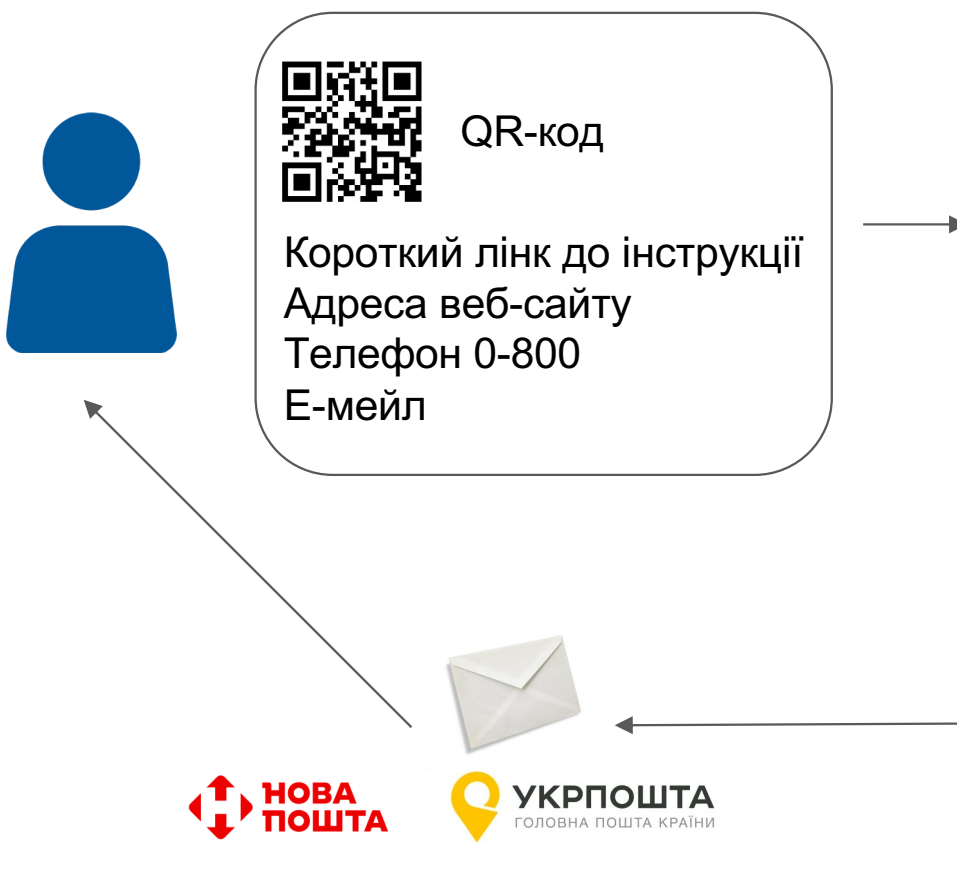 QR-код
Короткий лінк до інструкції
Адреса веб-сайту
Телефон 0-800
Е-мейл
НОВА
ПОШТА
УКРПОШТА
ГОЛОВНА ПОШТА КРАЇНИ